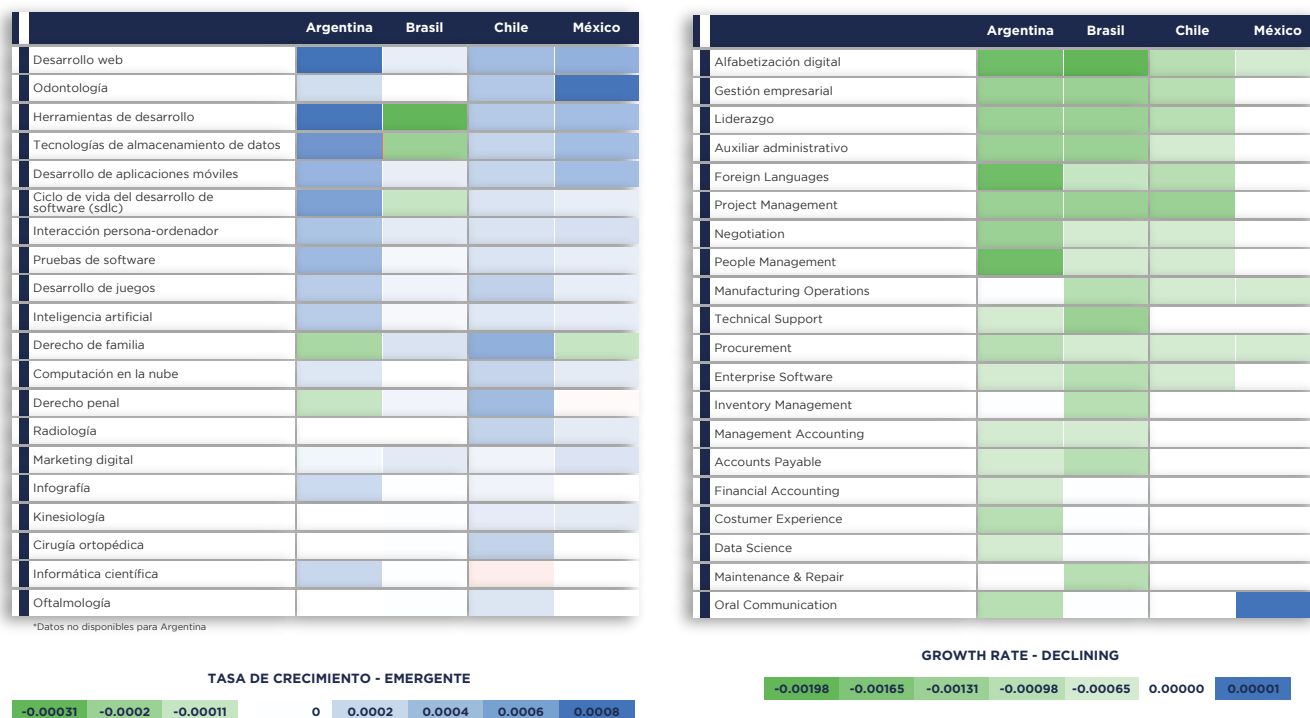 Argentina Brasil Chile México
Desarrollo web
Odontología
Herramientas de desarrollo
Tecnologías de almacenamiento de datos
Desarrollo de aplicaciones móviles
Ciclo de vida del desarrollo de
software (sdlc)
Interacción persona-ordenador
Pruebas de software
Desarrollo de juegos
Inteligencia artificial
Derecho de familia
Computación en la nube
Derecho penal
Radiología
Marketing digital
Infografía
Kinesiología
Cirugía ortopédica
Informática científica
Oftalmología
*Datos no disponibles para Argentina
TASA DE CRECIMIENTO - EMERGENTE
-0.00031 -0.0002 -0.00011 0 0.0002 0.0004 0.0006 0.0008
Argentina Brasil Chile México
Alfabetización digital
Gestión empresarial
Liderazgo
Auxiliar administrativo
Foreign Languages
Project Management
Negotiation
People Management
Manufacturing Operations
Technical Support
Procurement
Enterprise Software
Inventory Management
Management Accounting
Accounts Payable
Financial Accounting
Costumer Experience
Data Science
Maintenance & Repair
Oral Communication
GROWTH RATE - DECLINING
-0.00198 -0.00165 -0.00131 -0.00098 -0.00065 0.00000 0.00001